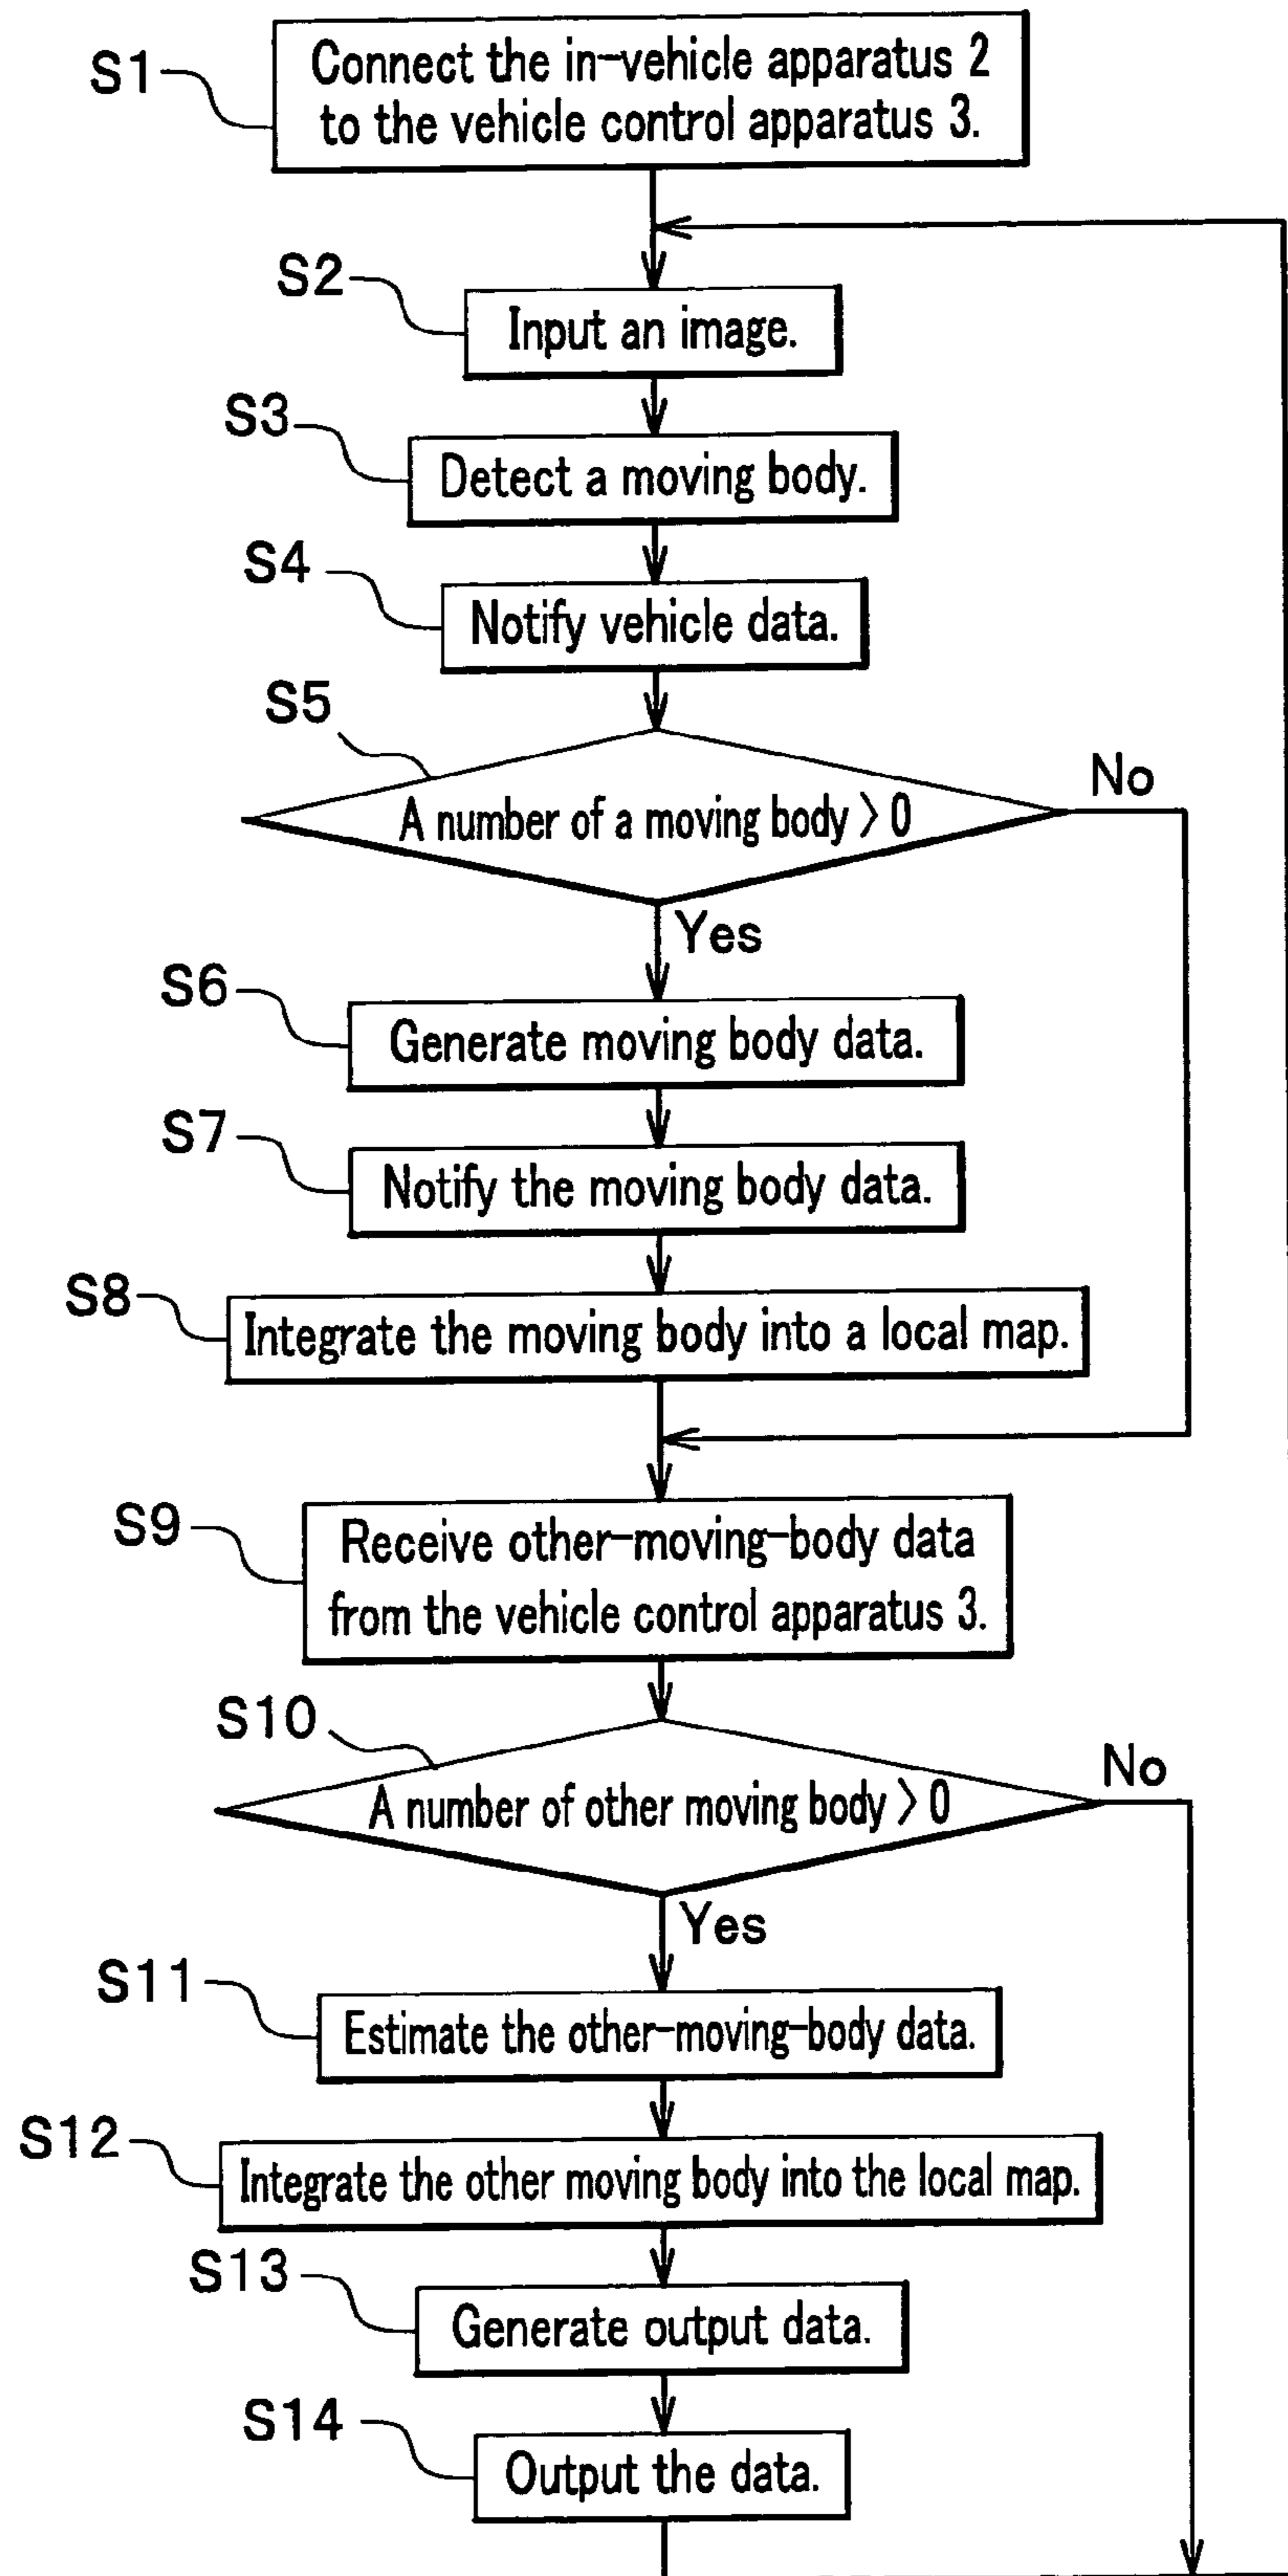 S1
Connect the in-vehicle apparatus 2
to the vehicle control apparatus 3.
S2
Input an image.
S3
Detect a moving body.
S4
Notify vehicle data.
S5
A number of a moving body > 0
No
Yes
S6
Generate moving body data.
S7
Notify the moving body data.
S8
Integrate the moving body into a local map.
S9
Receive other-moving-body data
from the vehicle control apparatus 3.
S10
A number of other moving body > 0
No
Yes
S11
Estimate the other-moving-body data.
S12
Integrate the other moving body into the local map.
S13
Generate output data.
S14
Output the data.